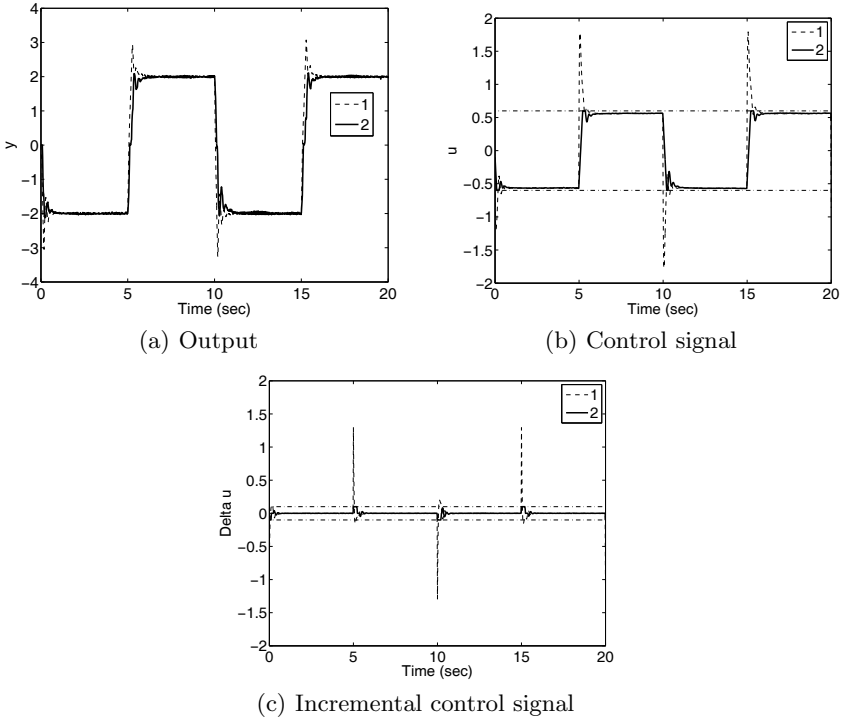 4
3
2
1
0
−1
−2
−3
−4
y
0 5 10 15 20
Time (sec)
1
2
(a) Output
2
1.5
1
0.5
0
−0.5
−1
−1.5
−2
u
0 5 10 15 20
Time (sec)
1
2
(b) Control signal
2
1.5
1
0.5
0
−0.5
−1
−1.5
−2
Delta u
0 5 10 15 20
Time (sec)
1
2
(c) Incremental control signal